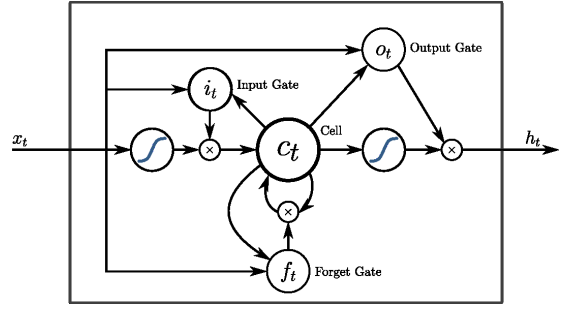 o_t Output Gate
i_t Input Gate
Cell
x_t
×
c_t
×
h_t
×
f_t Forget Gate